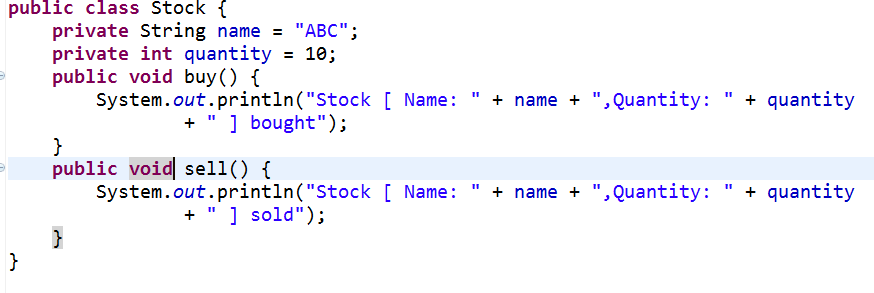 public class Stock {
    private String name = "ABC";
    private int quantity = 10;
    public void buy() {
        System.out.println("Stock [ Name: " + name + ",Quantity: " + quantity
                + " ] bought");
    }
    public void sell() {
        System.out.println("Stock [ Name: " + name + ",Quantity: " + quantity
                + " ] sold");
    }
}